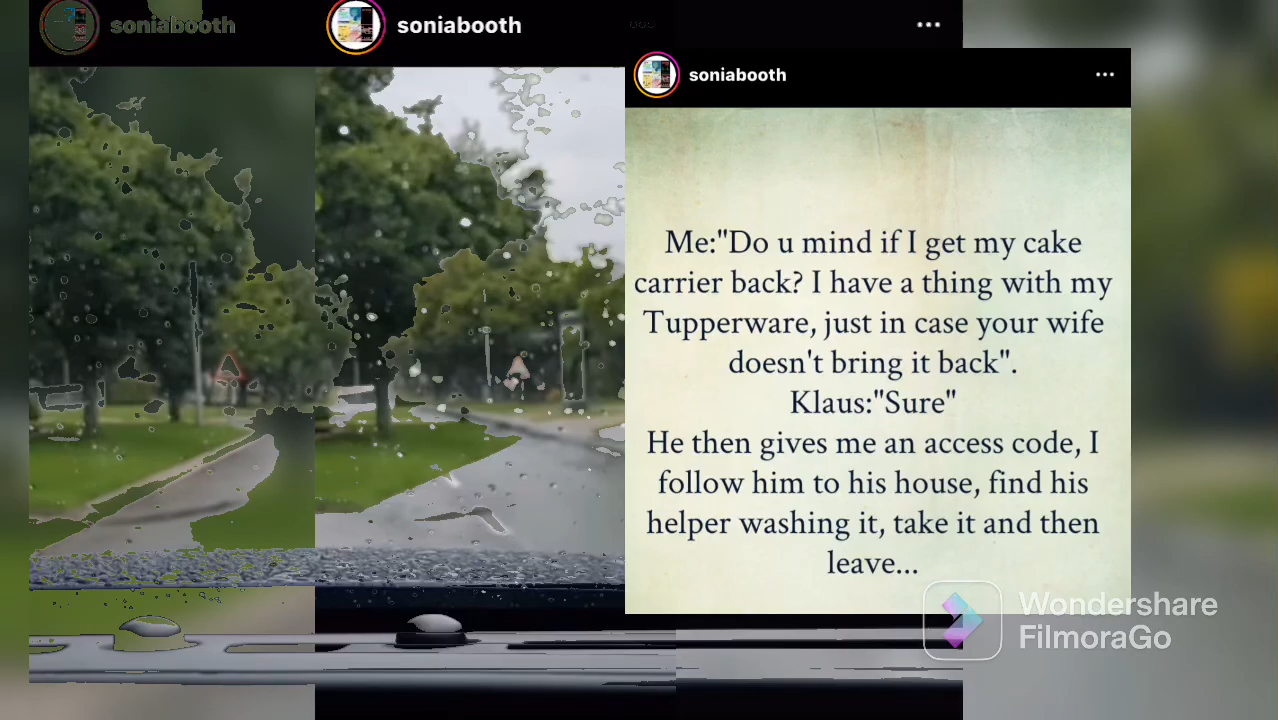 soniabooth
soniabooth
soniabooth
Me:"Do u mind if I get my cake
carrier back? I have a thing with my
Tupperware, just in case your wife
doesn't bring it back".
Klaus:"Sure"
He then gives me an access code, I
follow him to his house, find his
helper washing it, take it and then
leave...
Wondershare
FilmoraGo